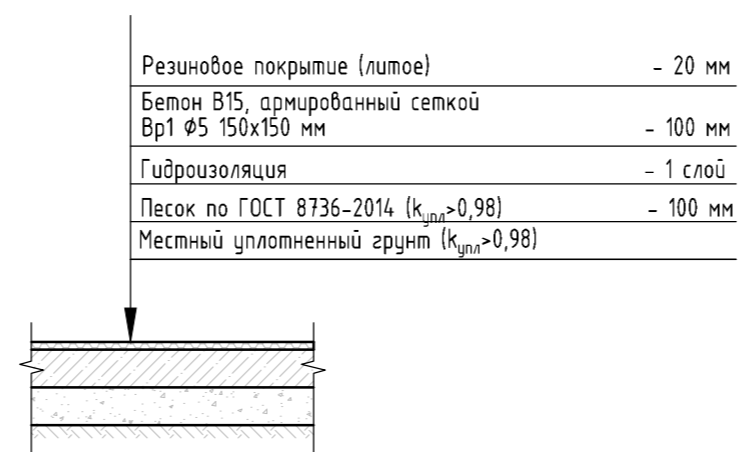 Резиновое покрытие (литое) - 20 мм
Бетон В15, армированный сеткой
Вр1 Ф5 150х150 мм - 100 мм
Гидроизоляция - 1 слой
Песок по ГОСТ 8736-2014 (kупл>0,98) - 100 мм
Местный уплотненный грунт (kупл>0,98)